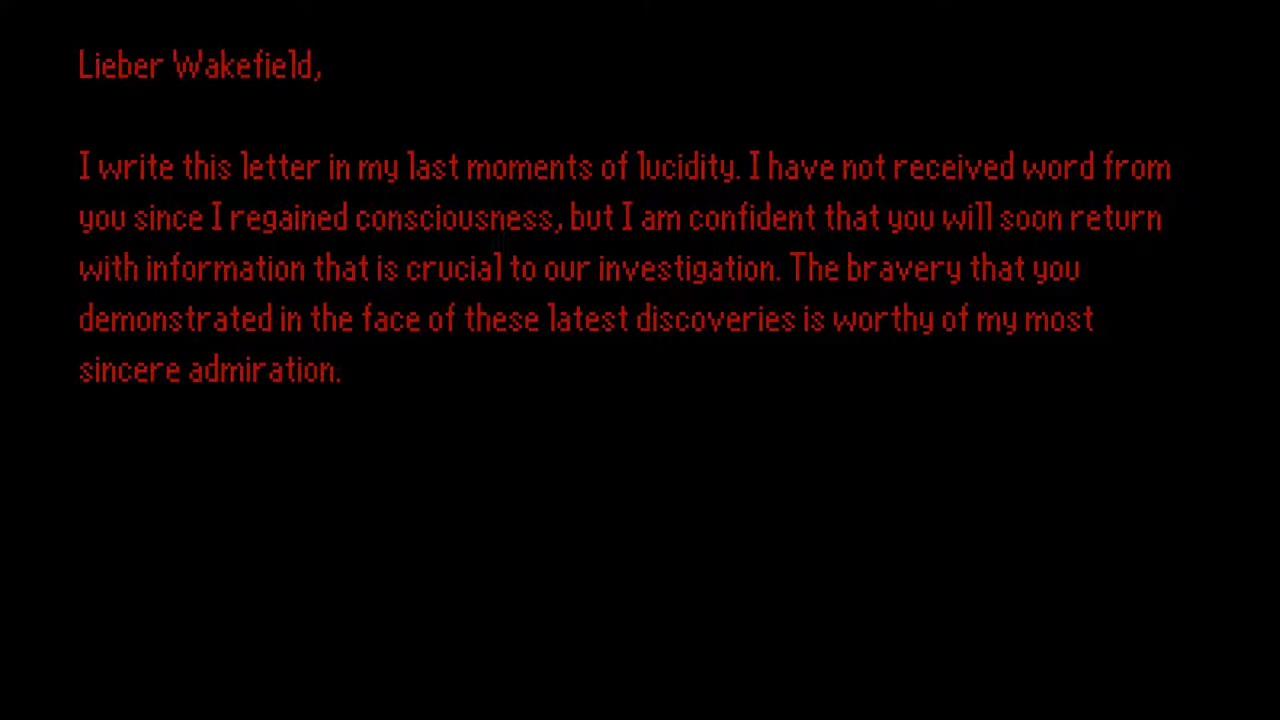 Lieber Wakefield,
I write this letter in my last moments of lucidity. I have not received word from
you since I regained consciousness, but I am confident that you will soon return
with information that is crucial to our investigation. The bravery that you
demonstrated in the face of these latest discoveries is worthy of my most
sincere admiration.